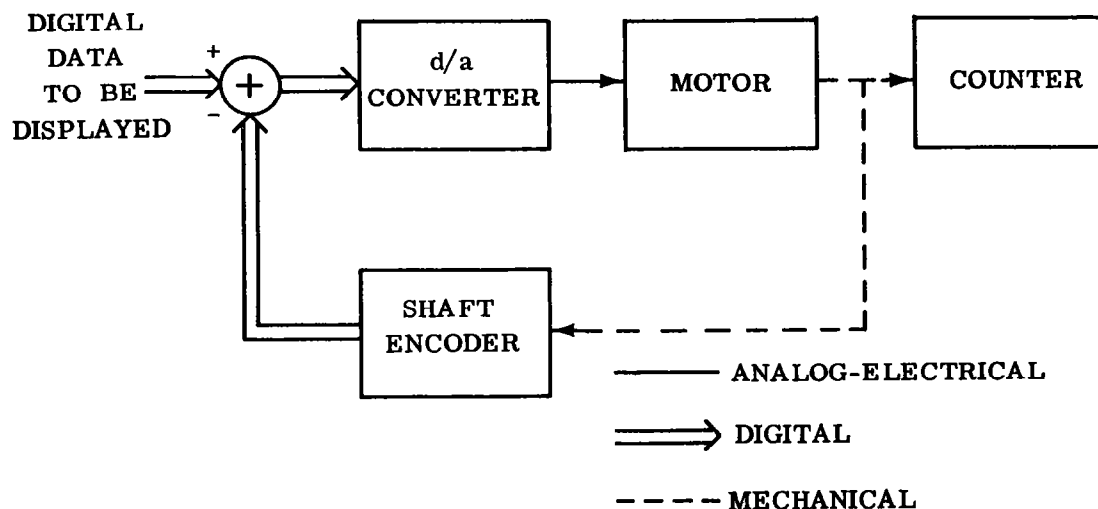 DIGITAL
DATA
TO BE
DISPLAYED
+
-
+
d/a
CONVERTER
MOTOR
COUNTER
SHAFT
ENCODER
ANALOG-ELECTRICAL
DIGITAL
MECHANICAL